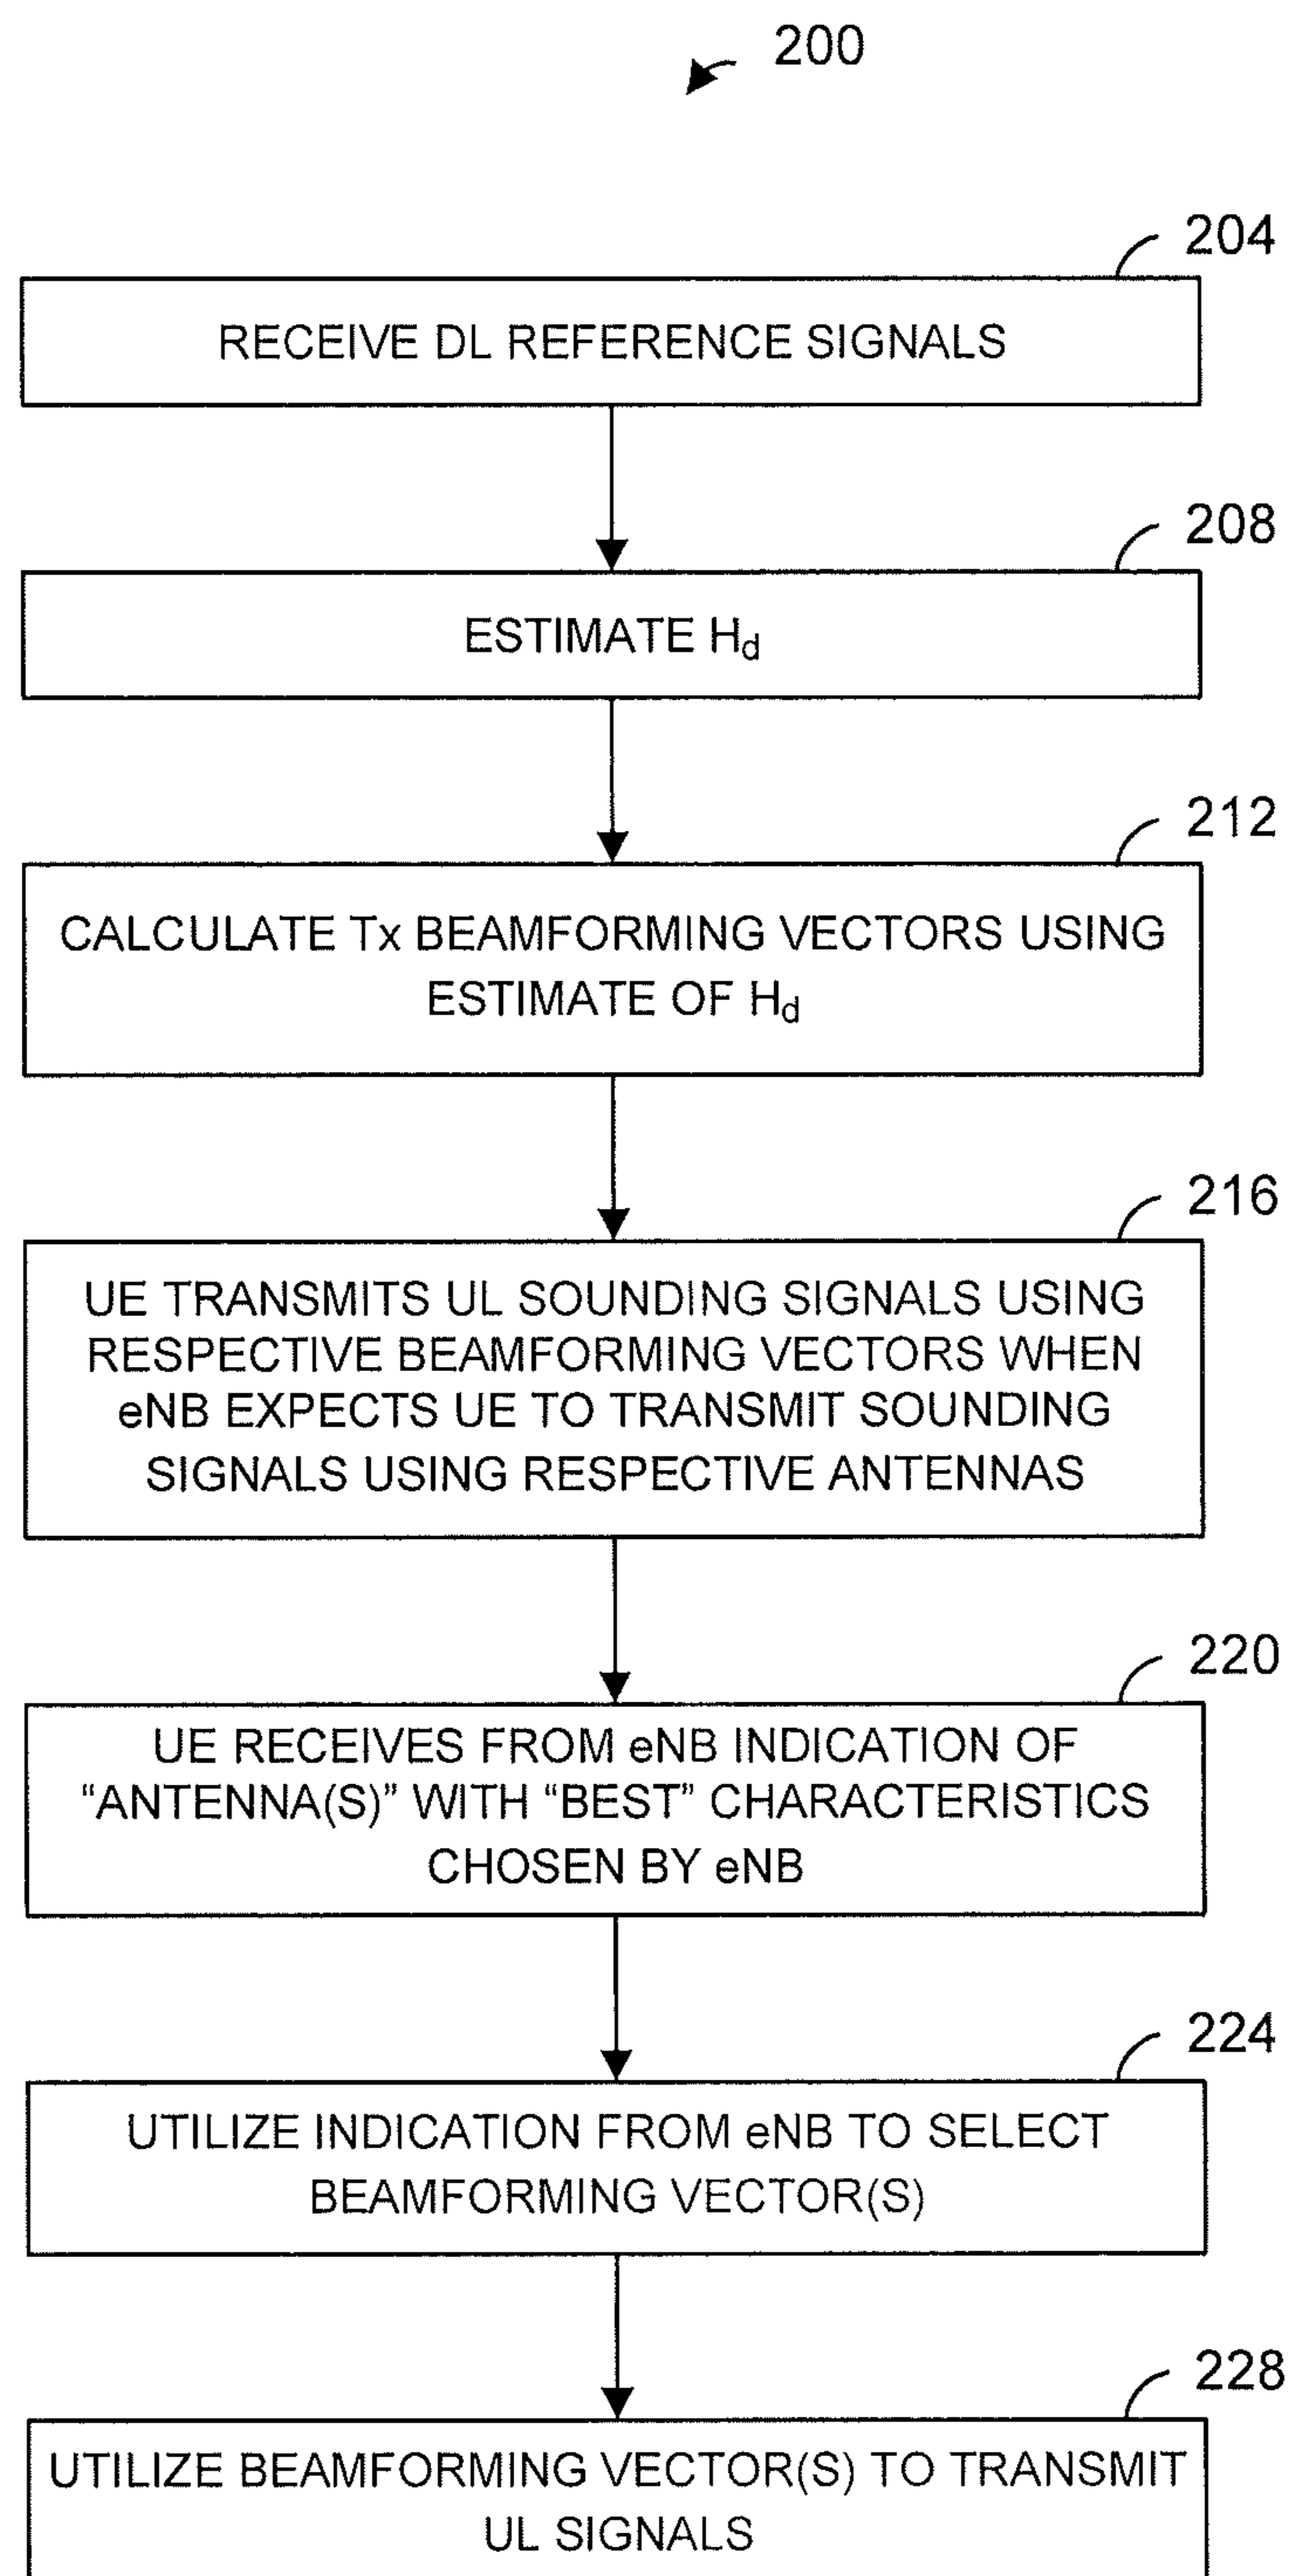 200
204
RECEIVE DL REFERENCE SIGNALS
208
ESTIMATE Hd
212
CALCULATE Tx BEAMFORMING VECTORS USING
ESTIMATE OF Hd
216
UE TRANSMITS UL SOUNDING SIGNALS USING
RESPECTIVE BEAMFORMING VECTORS WHEN
eNB EXPECTS UE TO TRANSMIT SOUNDING
SIGNALS USING RESPECTIVE ANTENNAS
220
UE RECEIVES FROM eNB INDICATION OF
“ANTENNA(S)” WITH “BEST” CHARACTERISTICS
CHOSEN BY eNB
224
UTILIZE INDICATION FROM eNB TO SELECT
BEAMFORMING VECTOR(S)
228
UTILIZE BEAMFORMING VECTOR(S) TO TRANSMIT
UL SIGNALS